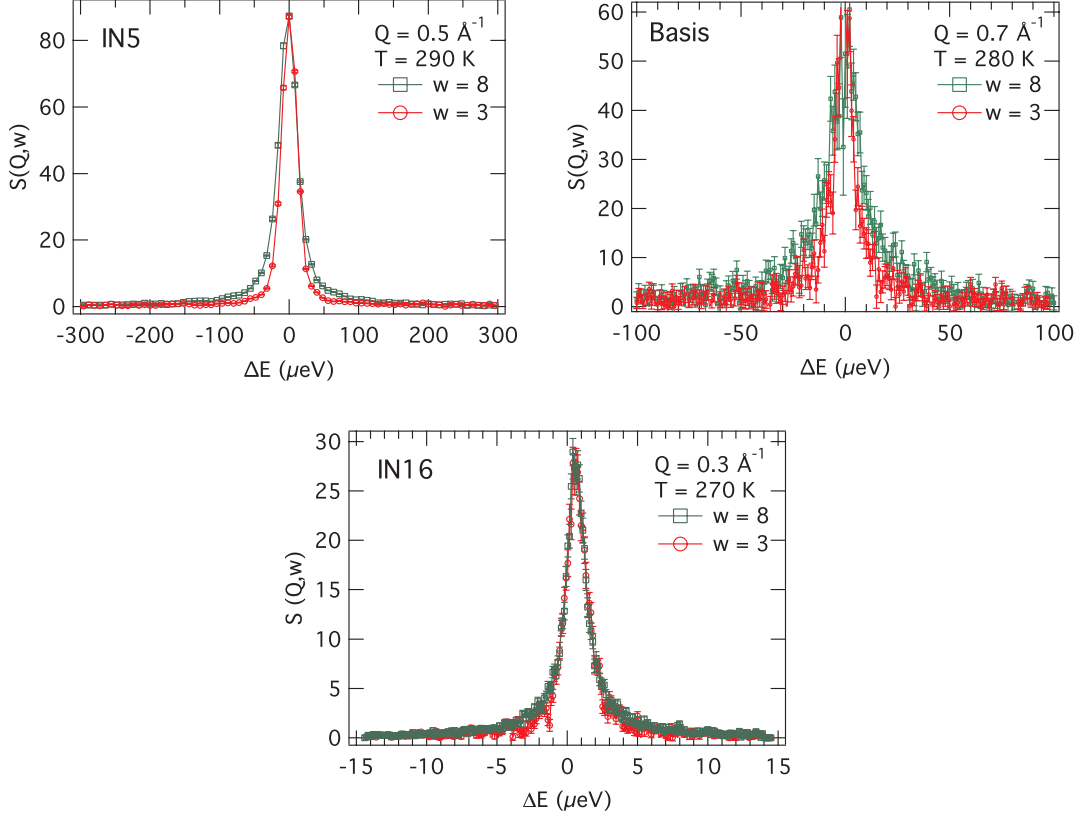 IN5
Q = 0.5 Å⁻¹
T = 290 K
w = 8
w = 3
S(Q,w)
80
60
40
20
0
-300
-200
-100
0
100
200
300
ΔE (µeV)
Basis
Q = 0.7 Å⁻¹
T = 280 K
w = 8
w = 3
S(Q,w)
60
50
40
30
20
10
0
-100
-50
0
50
100
ΔE (µeV)
IN16
Q = 0.3 Å⁻¹
T = 270 K
w = 8
w = 3
S (Q,w)
30
25
20
15
10
5
0
-15
-10
-5
0
5
10
15
ΔE (µeV)